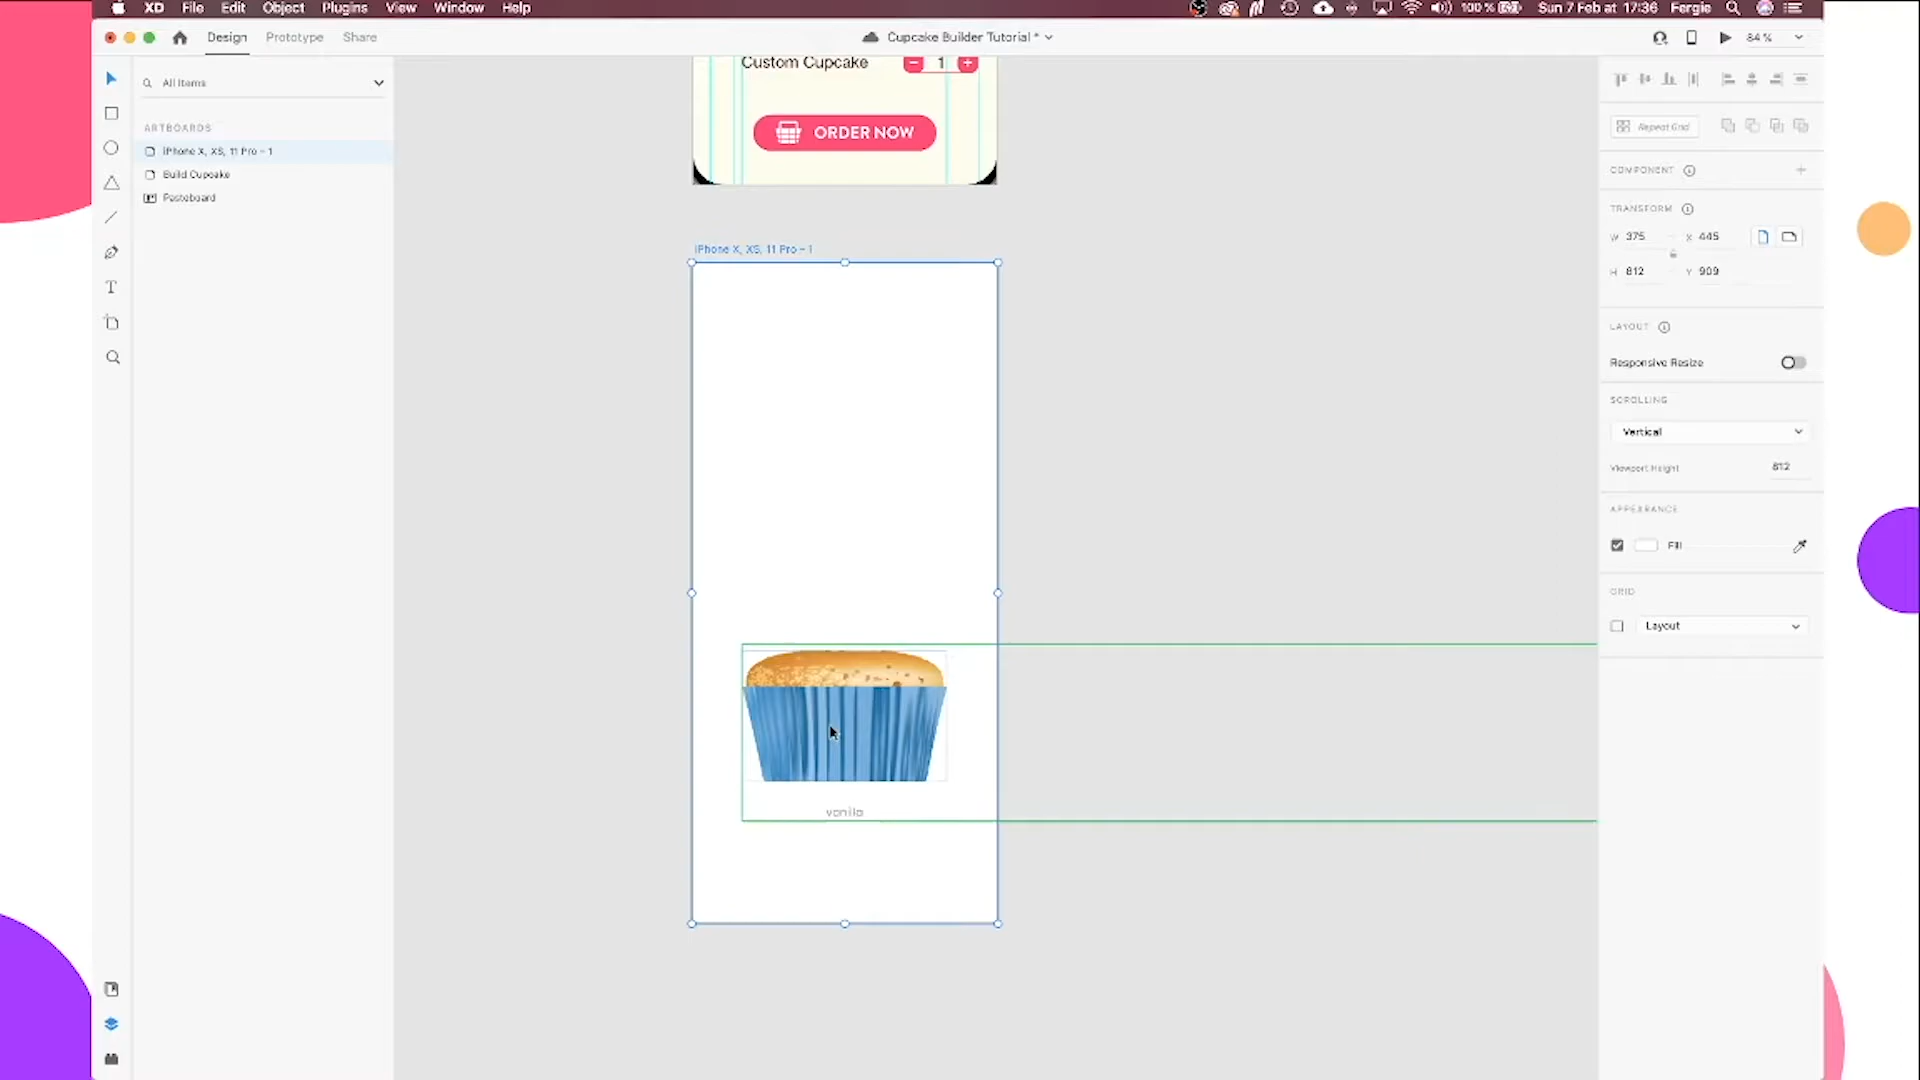 XD File Edit Object Plugins View Window Help
100% Sun 7 Feb at 17:36 Fergie
Design Prototype Share
Cupcake Builder Tutorial *
84%
All Items
ARTBOARDS
iPhone X, XS, 11 Pro – 1
Build Cupcake
Pasteboard
Custom Cupcake − 1 +
ORDER NOW
iPhone X, XS, 11 Pro – 1
vanila
Repeat Grid
COMPONENT
TRANSFORM
W 375 X 445
H 812 Y 909
LAYOUT
Responsive Resize
SCROLLING
Vertical
Viewport Height 812
APPEARANCE
Fill
GRID
Layout